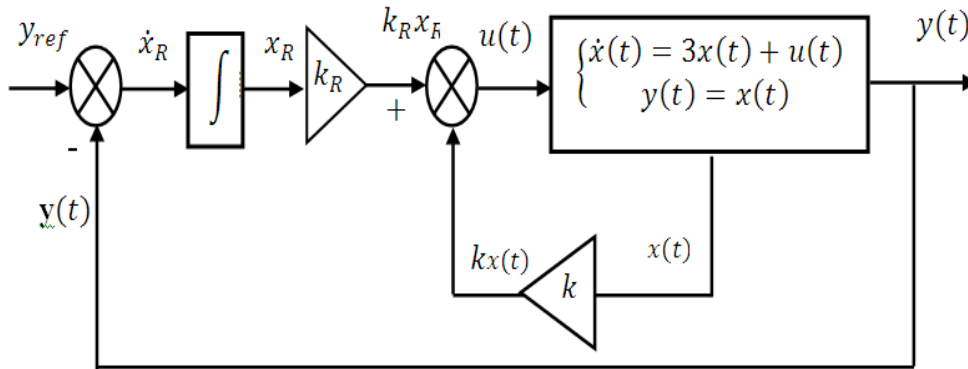 y_ref
ẋ_R
x_R
k_R
k_R x_R
+
u(t)
ẋ(t) = 3x(t) + u(t)
y(t) = x(t)
y(t)
-
y(t)
∫
kx(t)
k
x(t)